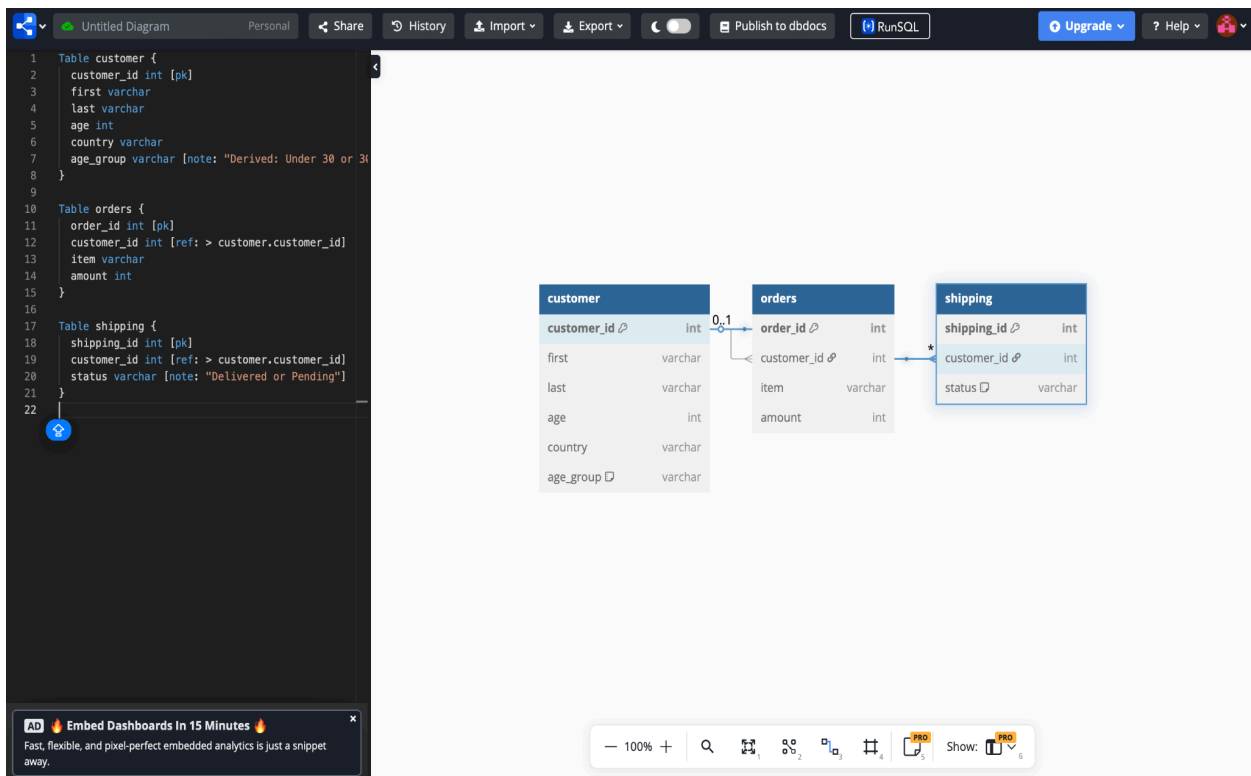 Untitled Diagram Personal Share History Import Export Publish to dbdocs RunSQL Upgrade ? Help
1 Table customer {
2 customer_id int [pk]
3 first varchar
4 last varchar
5 age int
6 country varchar
7 age_group varchar [note: "Derived: Under 30 or 30
8 }
9
10 Table orders {
11 order_id int [pk]
12 customer_id int [ref: > customer.customer_id]
13 item varchar
14 amount int
15 }
16
17 Table shipping {
18 shipping_id int [pk]
19 customer_id int [ref: > customer.customer_id]
20 status varchar [note: "Delivered or Pending"]
21 }
22
customer
customer_id int
first varchar
last varchar
age int
country varchar
age_group varchar
0..1
orders
order_id int
customer_id int
item varchar
amount int
*
shipping
shipping_id int
customer_id int
status varchar
AD 🔥 Embed Dashboards In 15 Minutes 🔥 ×
Fast, flexible, and pixel-perfect embedded analytics is just a snippet
away.
— 100% + 1 2 3 4 PRO 5 Show: PRO 6